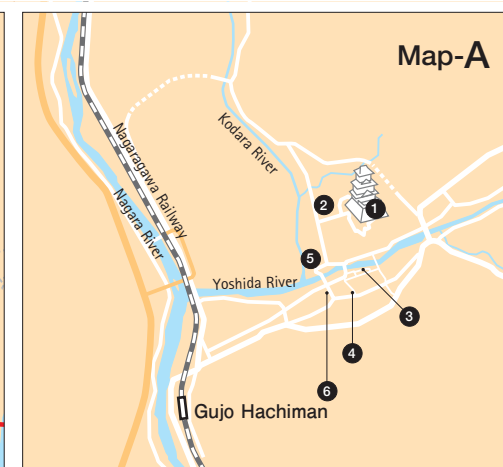 Map-A
Kodara River
Nagaragawa Railway
Nagara River
2
1
5
Yoshida River
3
4
6
Gujo Hachiman